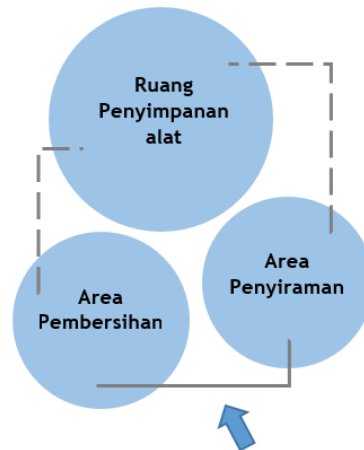 Ruang
Penyimpanan
alat
Area
Penyiraman
Area
Pembersihan